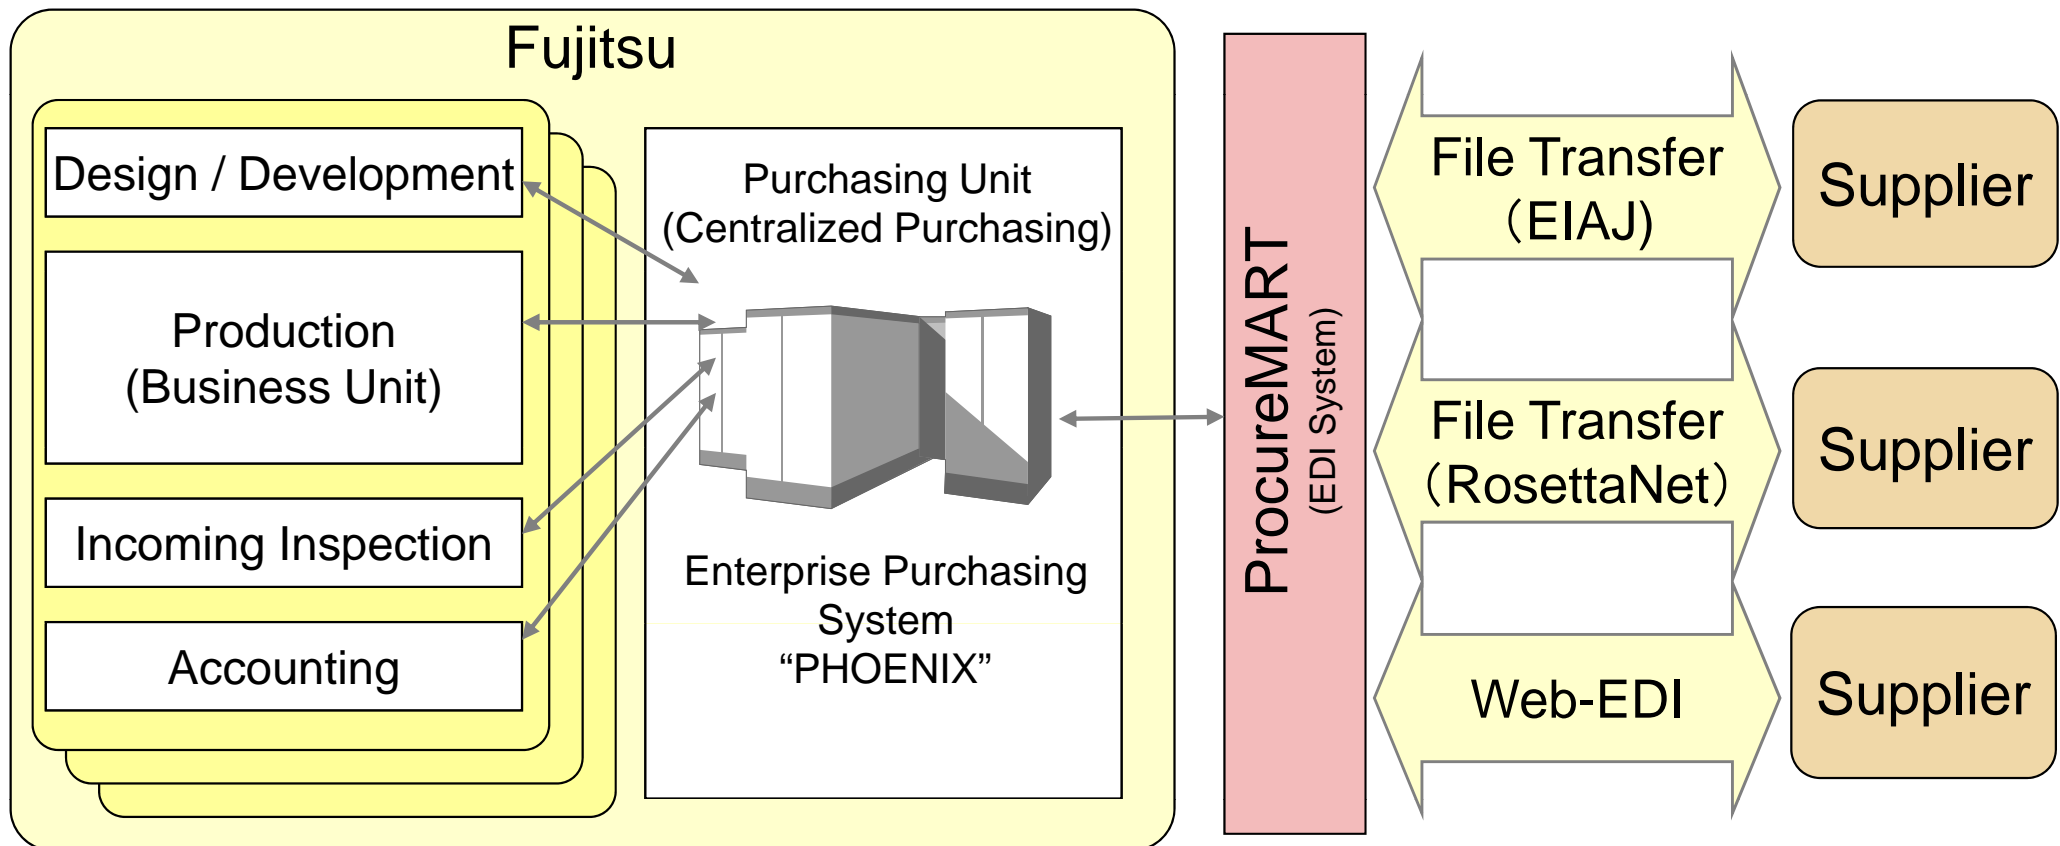 Fujitsu
Design / Development
Production
(Business Unit)
Incoming Inspection
Accounting
Purchasing Unit
(Centralized Purchasing)
Enterprise Purchasing
System
“PHOENIX”
ProcureMART
(EDI System)
File Transfer
（EIAJ)
File Transfer
（RosettaNet）
Web-EDI
Supplier
Supplier
Supplier